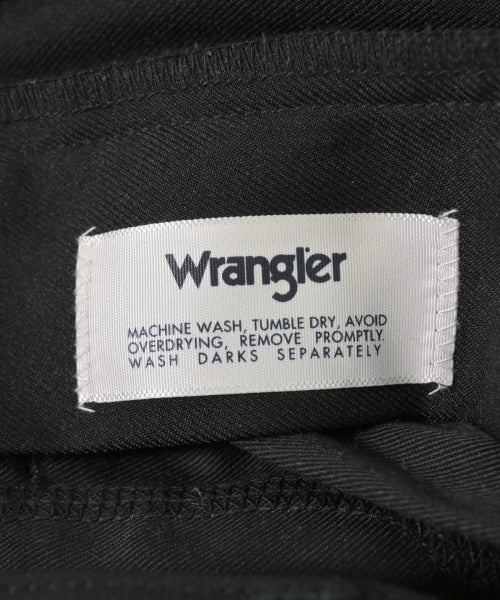 Wrangler
MACHINE WASH, TUMBLE DRY, AVOID
OVERDRYING, REMOVE PROMPTLY.
WASH DARKS SEPARATELY